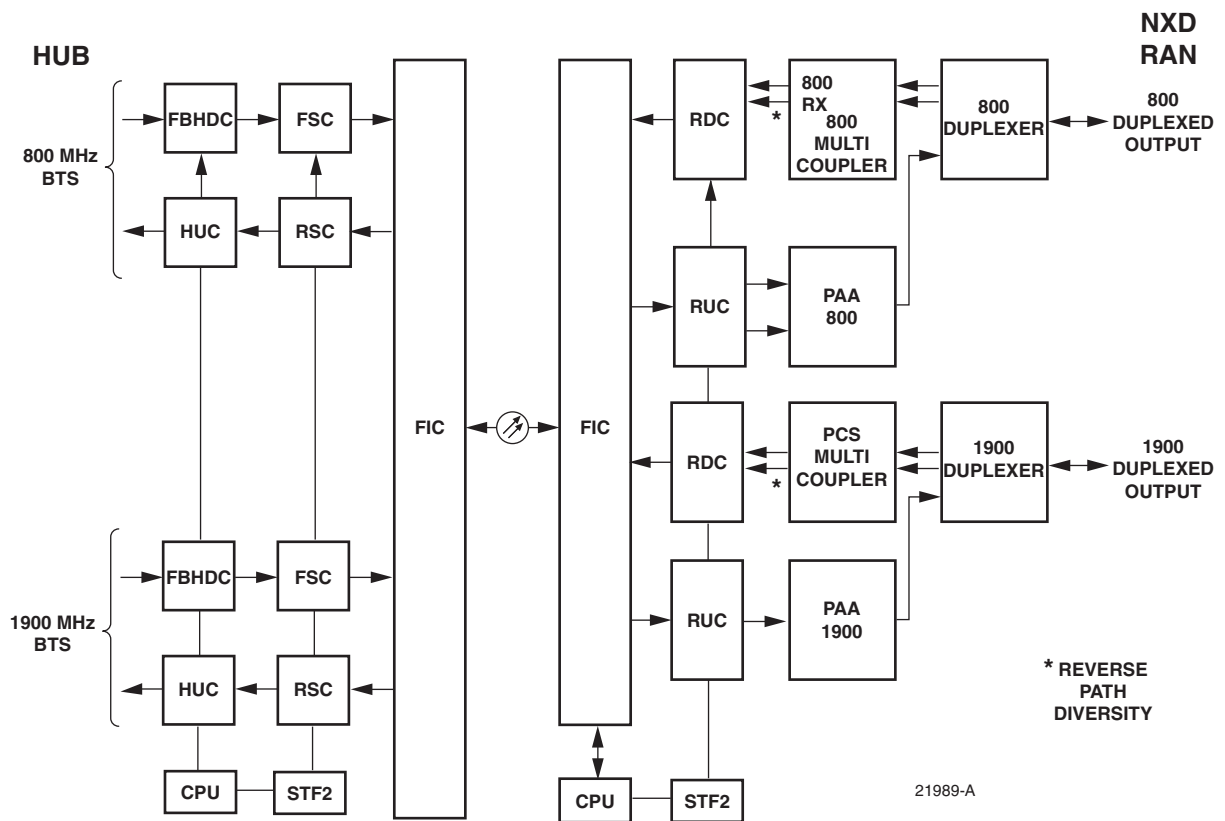 HUB
NXD
RAN
FBHDC
FSC
800 MHz
BTS
HUC
RSC
FIC
FIC
RDC
800
RX
800
MULTI
COUPLER
*
800
DUPLEXER
800
DUPLEXED
OUTPUT
RUC
PAA
800
RDC
PCS
MULTI
COUPLER
*
1900
DUPLEXER
1900
DUPLEXED
OUTPUT
FBHDC
FSC
1900 MHz
BTS
HUC
RSC
RUC
PAA
1900
* REVERSE
PATH
DIVERSITY
CPU
STF2
CPU
STF2
21989-A